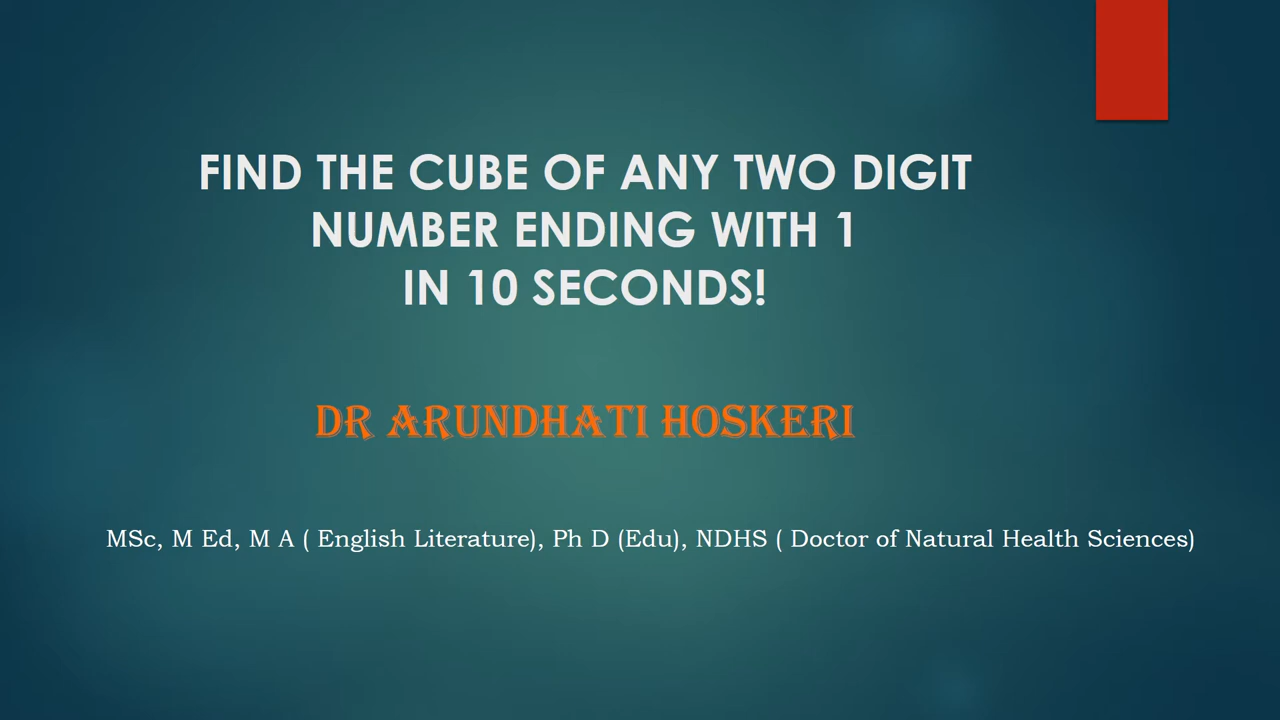 FIND THE CUBE OF ANY TWO DIGIT
NUMBER ENDING WITH 1
IN 10 SECONDS!
DR ARUNDHATI HOSKERI
MSc, M Ed, M A ( English Literature), Ph D (Edu), NDHS ( Doctor of Natural Health Sciences)